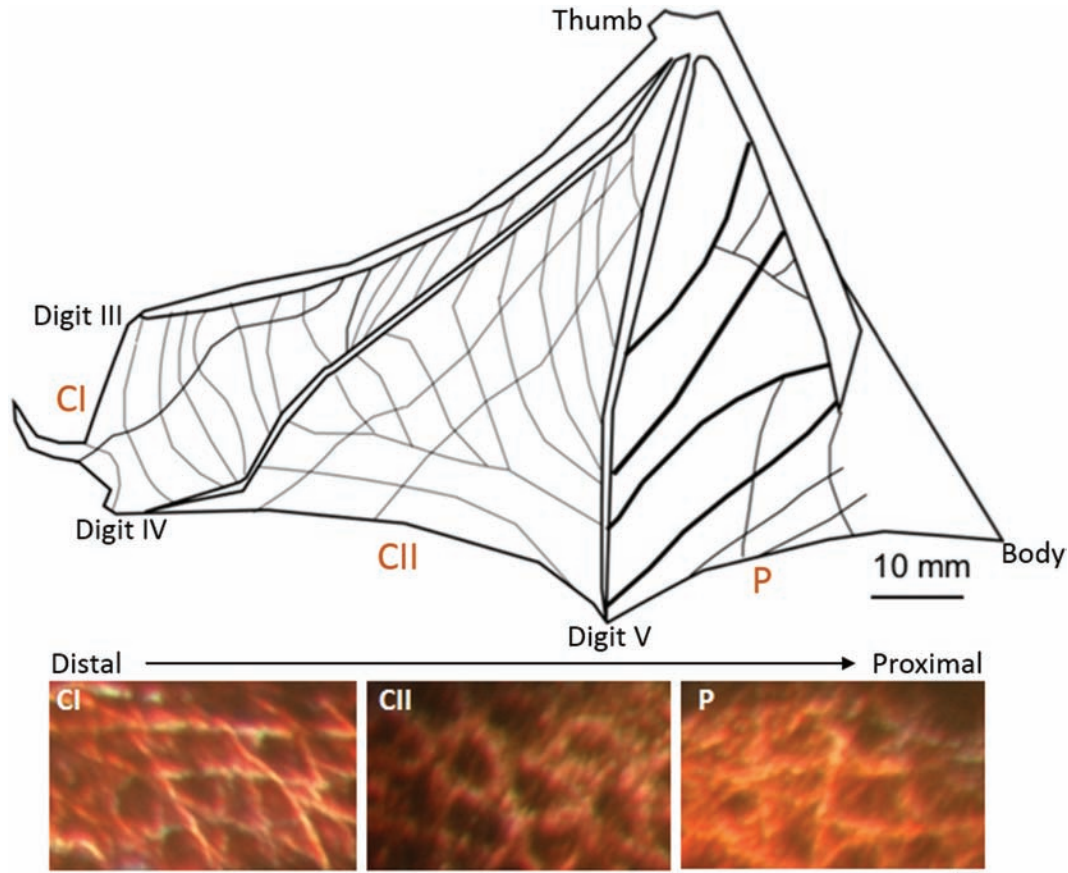 Thumb
Digit III
CI
Digit IV
CII
P
Body
10 mm
Digit V
Distal
Proximal
CI
CII
P